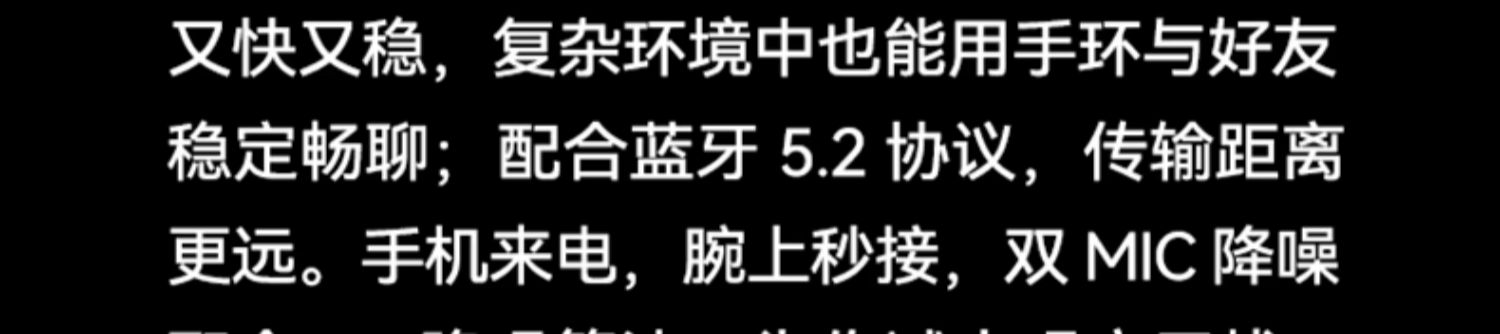 又快又稳，复杂环境中也能用手环与好友
稳定畅聊；配合蓝牙 5.2 协议，传输距离
更远。手机来电，腕上秒接，双 MIC 降噪